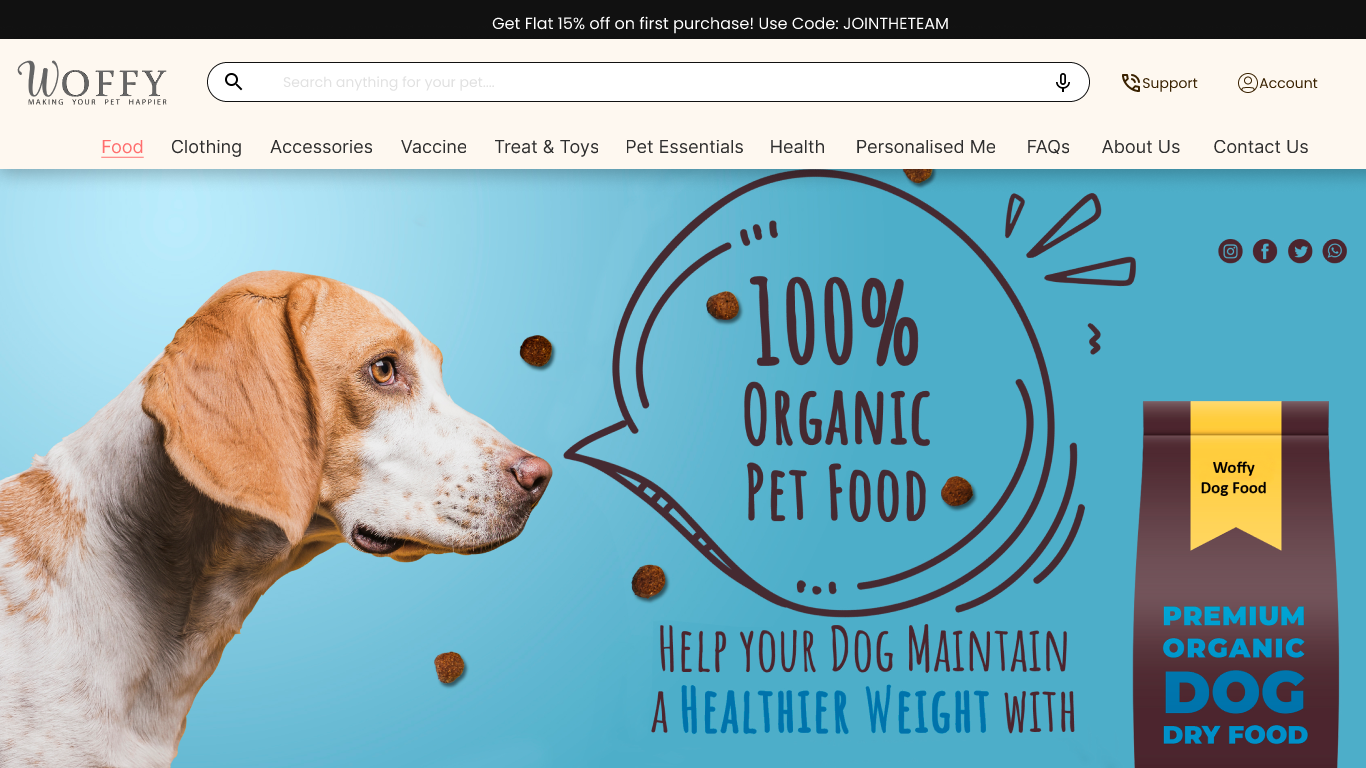 Get Flat 15% off on first purchase! Use Code: JOINTHETEAM
WOFFY
MAKING YOUR PET HAPPIER
Search anything for your pet....
Support
Account
Food Clothing Accessories Vaccine Treat & Toys Pet Essentials Health Personalised Me FAQs About Us Contact Us
100%
ORGANIC
PET FOOD
HELP YOUR DOG MAINTAIN
A HEALTHIER WEIGHT WITH
Woffy
Dog Food
PREMIUM
ORGANIC
DOG
DRY FOOD